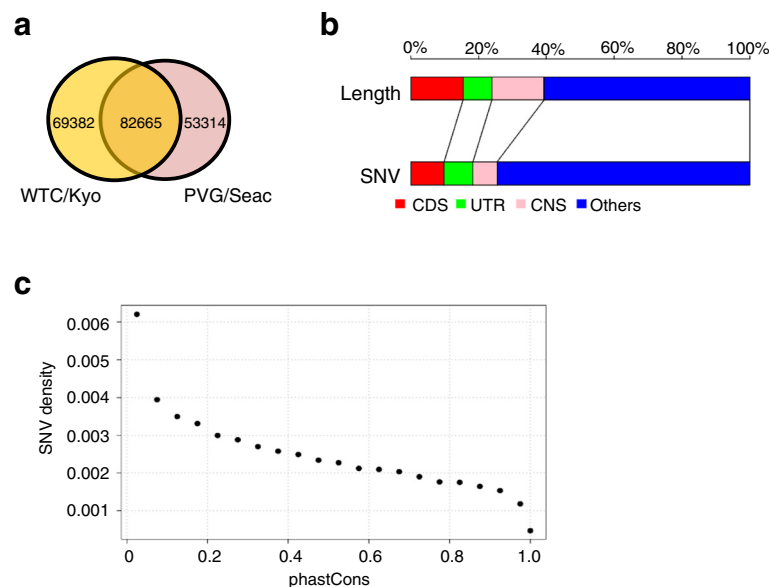 a
69382 82665 53314
WTC/Kyo PVG/Seac
b
0% 20% 40% 60% 80% 100%
Length
SNV
CDS UTR CNS Others
c
SNV density
0.006
0.005
0.004
0.003
0.002
0.001
0 0.2 0.4 0.6 0.8 1.0
phastCons